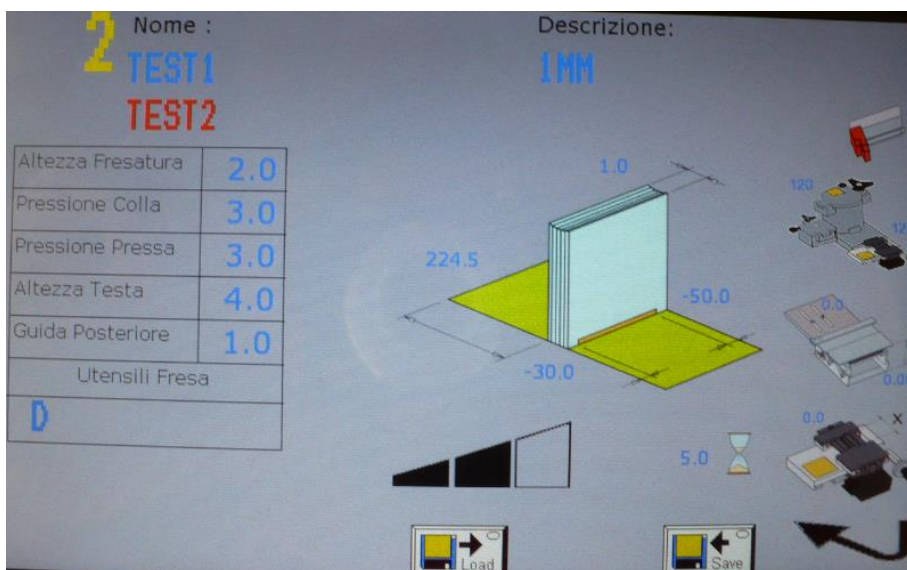 2 Nome : Descrizione:
TEST1 1MM
TEST2
Altezza Fresatura 2.0
Pressione Colla 3.0
Pressione Pressa 3.0
Altezza Testa 4.0
Guida Posteriore 1.0
Utensili Fresa
D
1.0
224.5
-50.0
-30.0
120
0.0
0.0 X
5.0
Load
Save